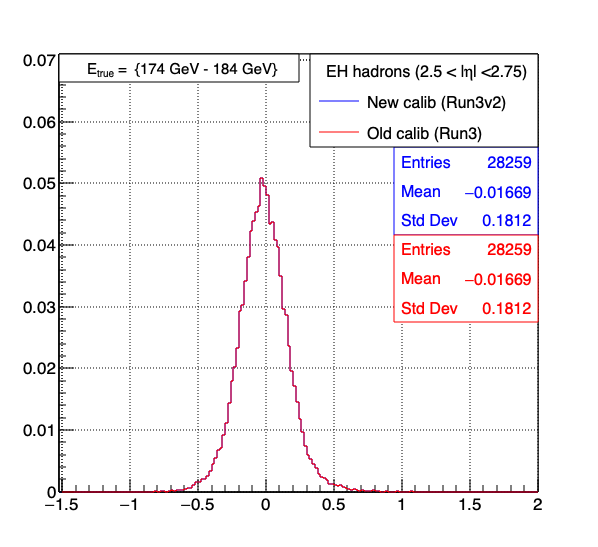 0.07
E_true = {174 GeV - 184 GeV}
EH hadrons (2.5 < |η| <2.75)
New calib (Run3v2)
Old calib (Run3)
0.06
Entries 28259
Mean −0.01669
Std Dev 0.1812
0.05
0.04
Entries 28259
Mean −0.01669
Std Dev 0.1812
0.03
0.02
0.01
0
−1.5 −1 −0.5 0 0.5 1 1.5 2